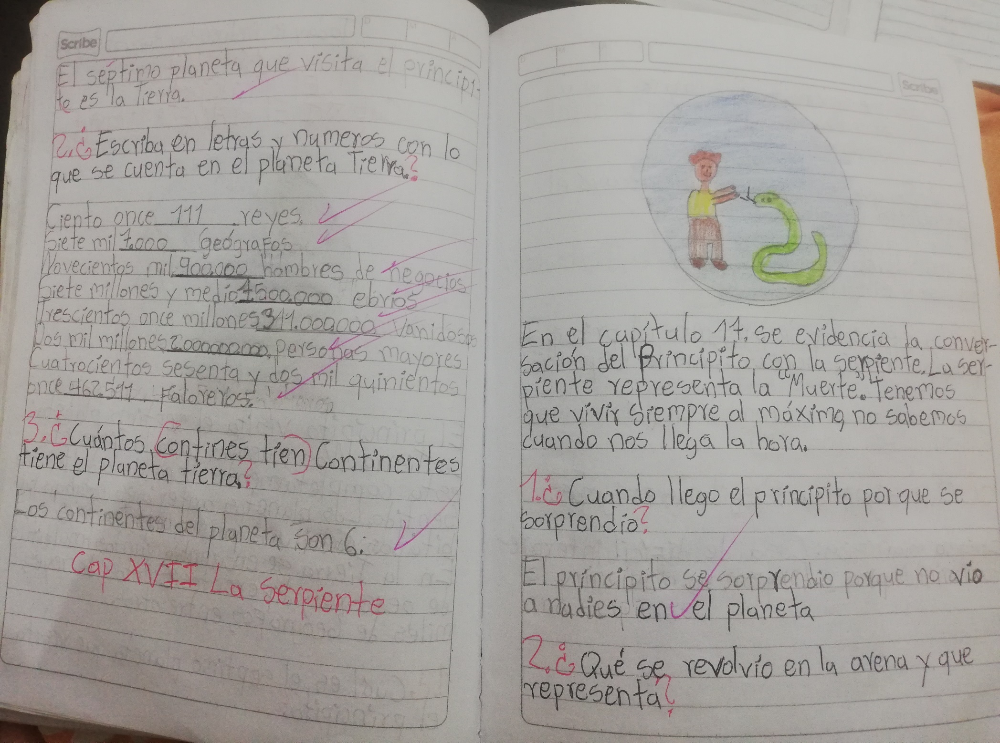 Scribe
El séptimo planeta que visita el principi-
to es la Tierra.
2.¿Escriba en letras y numeros con lo
que se cuenta en el planeta Tierra.?
Ciento once 111 reyes.
Siete mil 7.000 geógrafos
Novecientos mil 900.000 hombres de negocios
Siete millones y medio 7500.000 ebrios
Trescientos once millones 311.000.000 Vanidosos
Dos mil millones 2.000000.000. personas mayores
Cuatrocientos sesenta y dos mil quinientos
once 462.511 Faloreros.
3.¿Cuántos contines tien Continentes
tiene el planeta tierra.?
Los continentes del planeta son 6.
Cap XVII La serpiente
Scribe
En el capítulo 17. se evidencia la conver-
sación del Principito con la serpiente. La ser-
piente representa la "Muerte". Tenemos
que vivir siempre al máximo, no sabemos
cuando nos llega la hora.
1.¿Cuando llego el principito por que se
sorprendio?
El principito se sorprendio porque no vio
a nadies en el planeta
2.¿Qué se revolvio en la arena y que
representa?